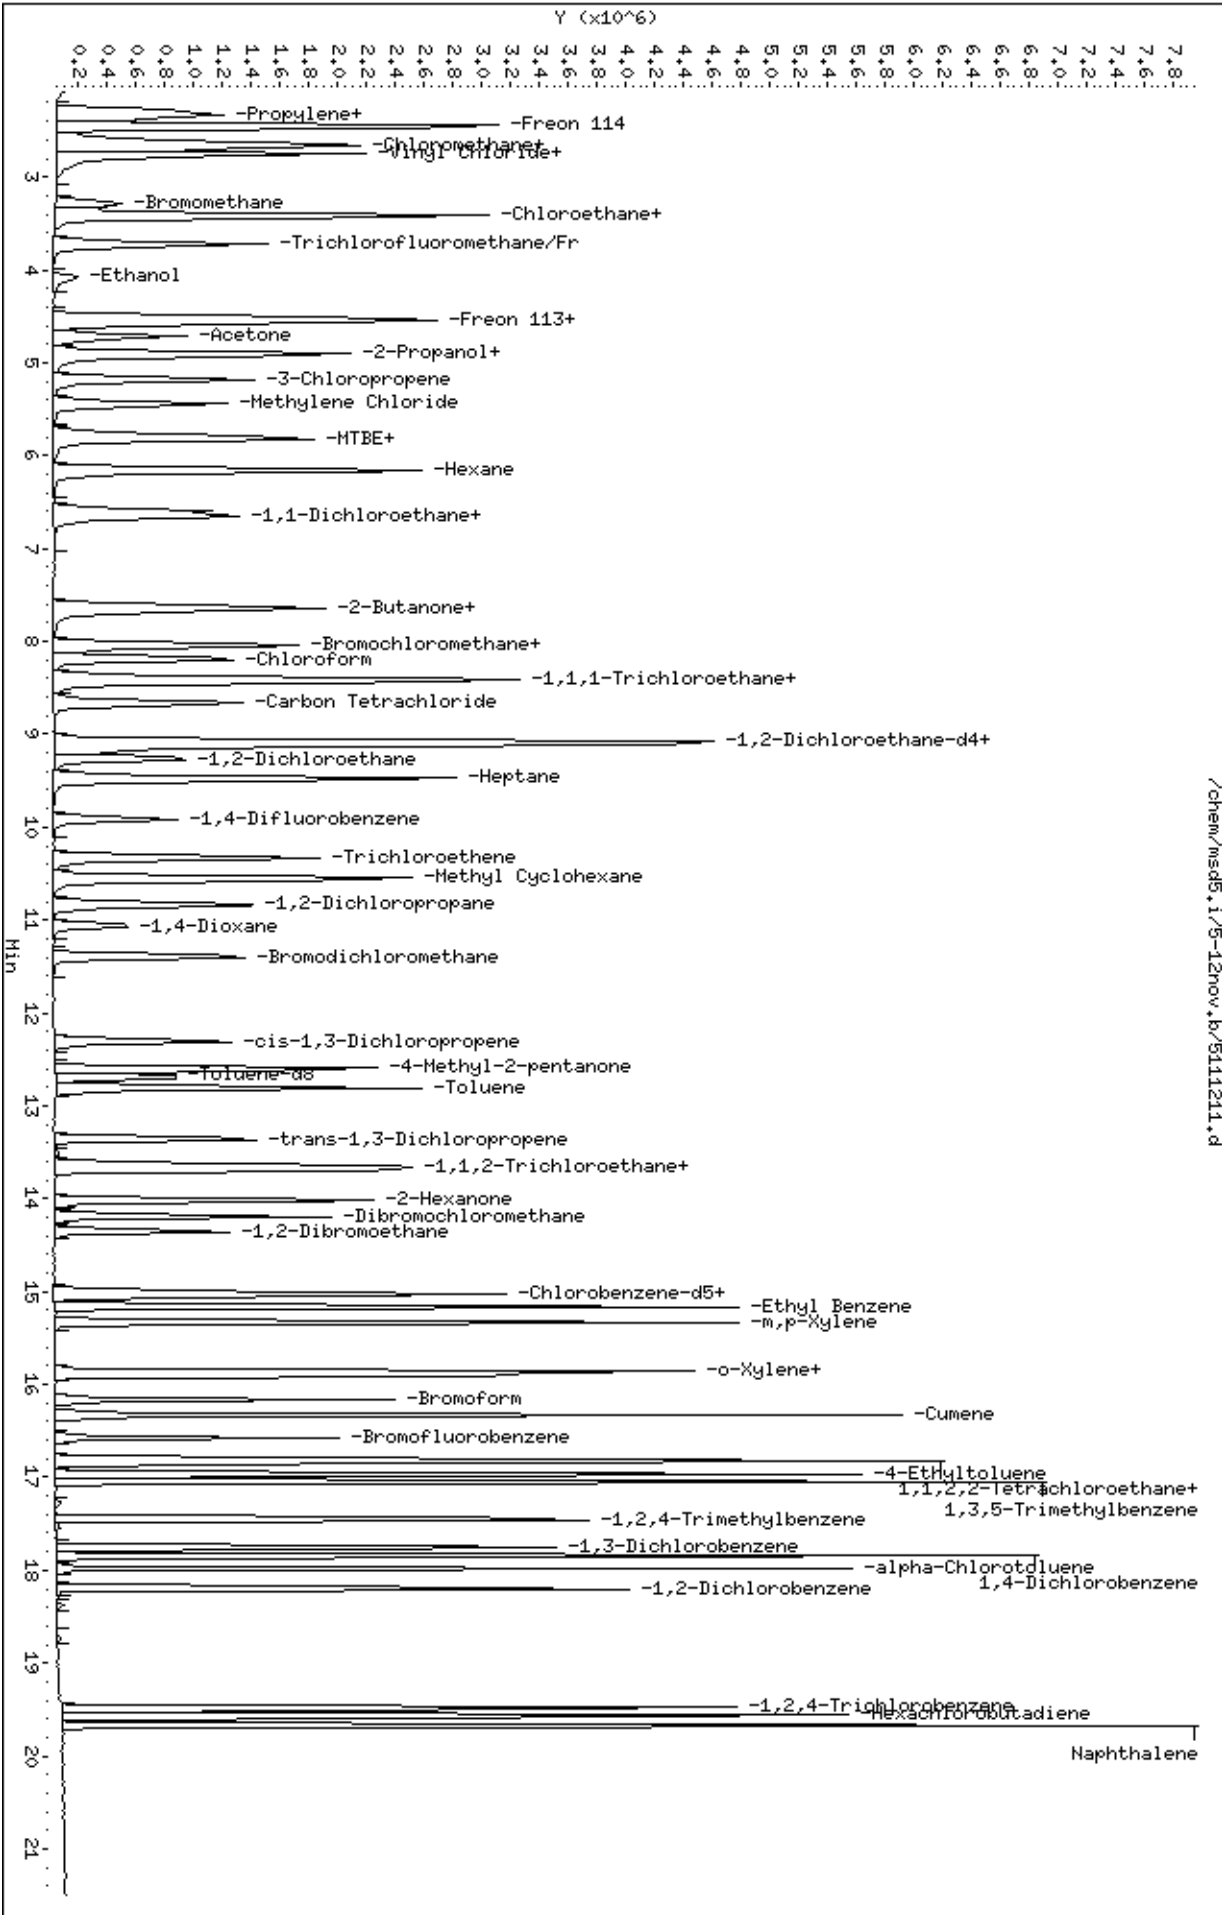 Y (x10^6)
0.2
0.4
0.6
0.8
1.0
1.2
1.4
1.6
1.8
2.0
2.2
2.4
2.6
2.8
3.0
3.2
3.4
3.6
3.8
4.0
4.2
4.4
4.6
4.8
5.0
5.2
5.4
5.6
5.8
6.0
6.2
6.4
6.6
6.8
7.0
7.2
7.4
7.6
7.8
/chem/msd5.i/5-12nov.b/5111211.d
-Propylene+
-Freon 114
-Chloromethane+
-Vinyl Chloride+
3
-Bromomethane
-Chloroethane+
-Trichlorofluoromethane/Fr
4
-Ethanol
-Freon 113+
-Acetone
-2-Propanol+
5
-3-Chloropropene
-Methylene Chloride
-MTBE+
6
-Hexane
-1,1-Dichloroethane+
7
-2-Butanone+
8
-Bromochloromethane+
-Chloroform
-1,1,1-Trichloroethane+
-Carbon Tetrachloride
9
-1,2-Dichloroethane-d4+
-1,2-Dichloroethane
-Heptane
-1,4-Difluorobenzene
10
-Trichloroethene
-Methyl Cyclohexane
-1,2-Dichloropropane
11
-1,4-Dioxane
Min
-Bromodichloromethane
12
-cis-1,3-Dichloropropene
-4-Methyl-2-pentanone
-Toluene-d8
-Toluene
13
-trans-1,3-Dichloropropene
-1,1,2-Trichloroethane+
14
-2-Hexanone
-Dibromochloromethane
-1,2-Dibromoethane
15
-Chlorobenzene-d5+
-Ethyl Benzene
-m,p-Xylene
-o-Xylene+
16
-Bromoform
-Cumene
-Bromofluorobenzene
17
-4-Ethyltoluene
1,1,2,2-Tetrachloroethane+
1,3,5-Trimethylbenzene
-1,2,4-Trimethylbenzene
-1,3-Dichlorobenzene
18
-alpha-Chlorotoluene
1,4-Dichlorobenzene
-1,2-Dichlorobenzene
19
-1,2,4-Trichlorobenzene
-Hexachlorobutadiene
20
Naphthalene
21